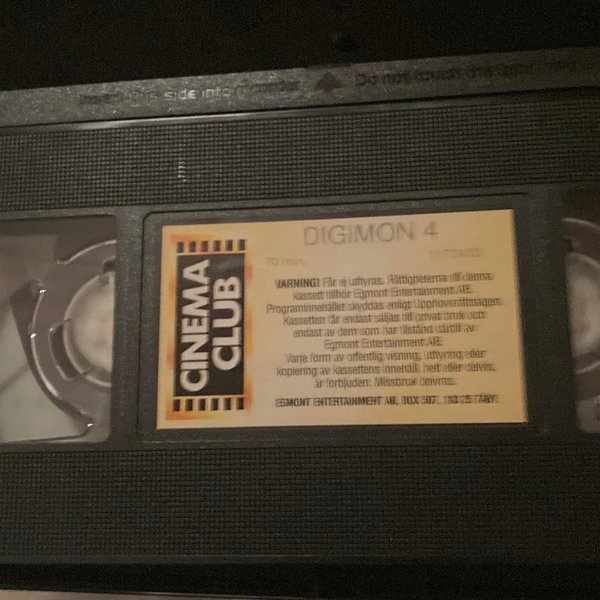 Insert this side into recorder Do not touch the tape
DIGIMON 4
70 min.
CINEMA
CLUB
VARNING! Får ej uthyras. Rättigheterna till denna
kassett tillhör Egmont Entertainment AB.
Programinnehållet skyddas enligt Upphovsrättslagen.
Kassetten får endast säljas till privat bruk och
endast av dem som har tillstånd därtill av
Egmont Entertainment AB.
Varje form av offentlig visning, uthyrning eller
kopiering av kassettens innehåll, helt eller delvis,
är förbjuden. Missbruk beivras.
EGMONT ENTERTAINMENT AB, BOX 507, 183 25 TÄBY.